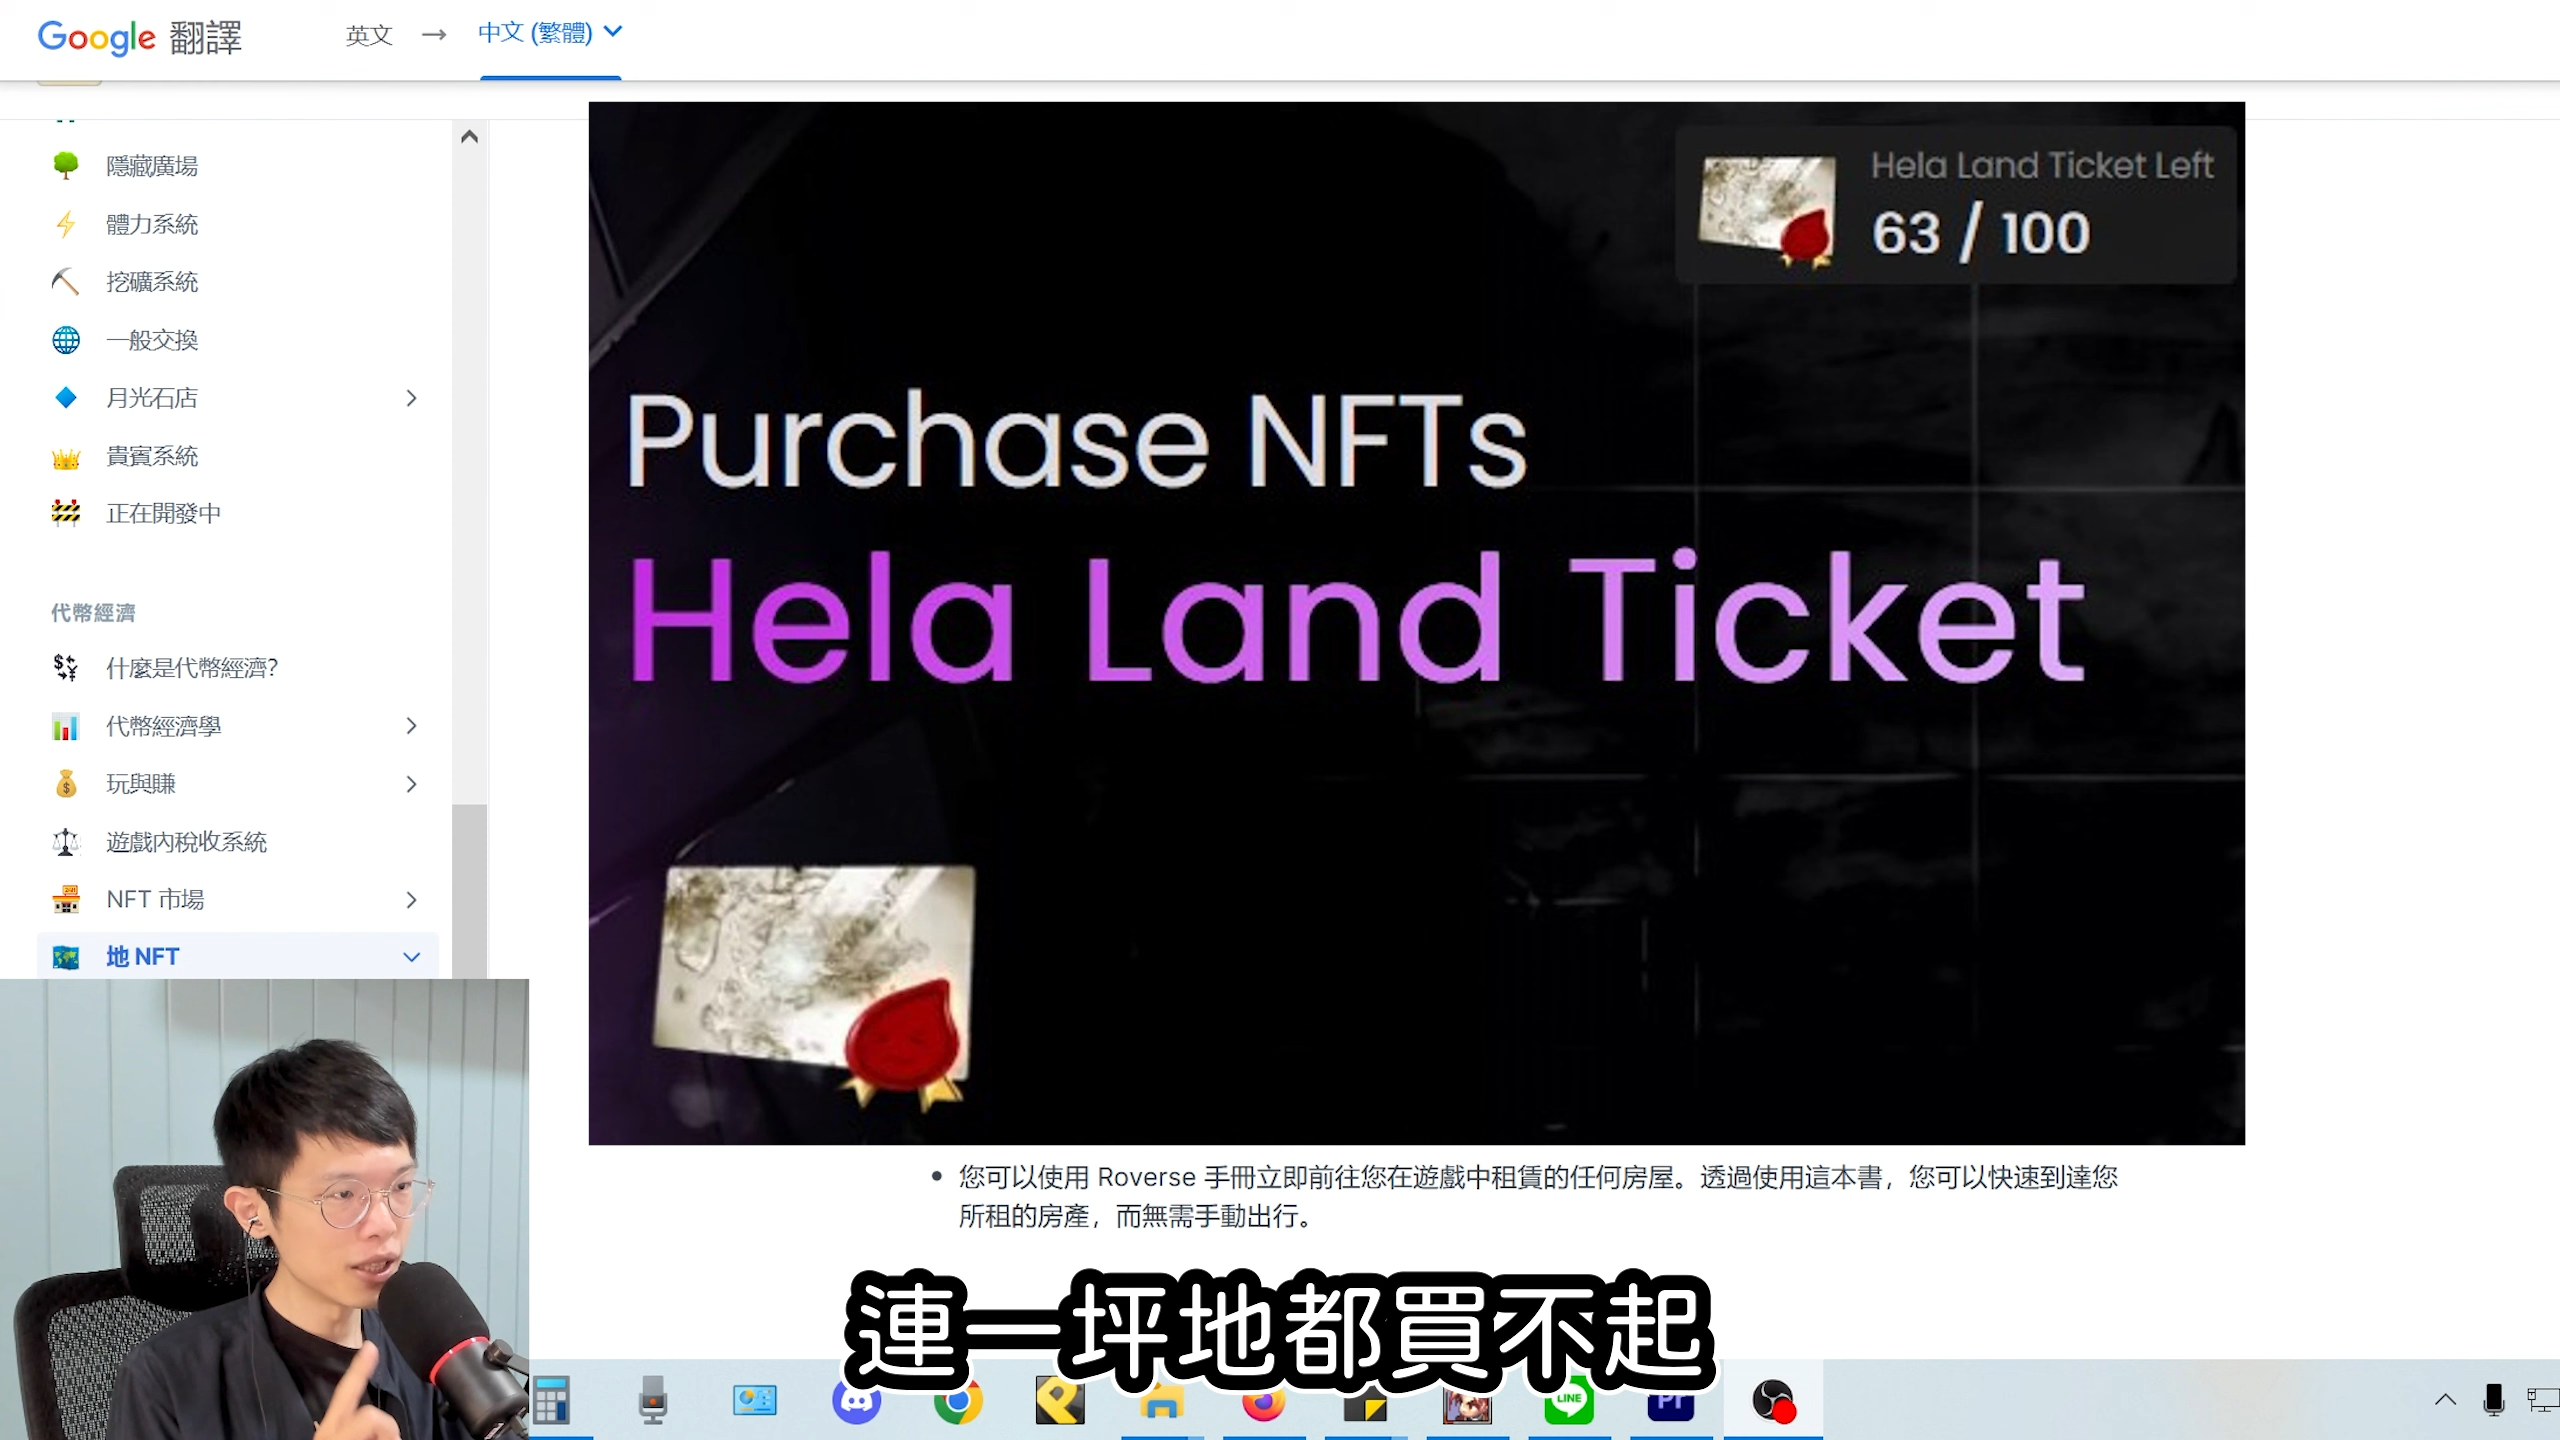 Google 翻譯
英文 → 中文 (繁體)
隱藏廣場
體力系統
挖礦系統
一般交換
月光石店
貴賓系統
正在開發中
代幣經濟
什麼是代幣經濟?
代幣經濟學
玩與賺
遊戲內稅收系統
NFT 市場
地 NFT
Hela Land Ticket Left
63 / 100
Purchase NFTs
Hela Land Ticket
您可以使用 Roverse 手冊立即前往您在遊戲中租賃的任何房屋。透過使用這本書，您可以快速到達您
所租的房產，而無需手動出行。
連一坪地都買不起
LINE
Pr